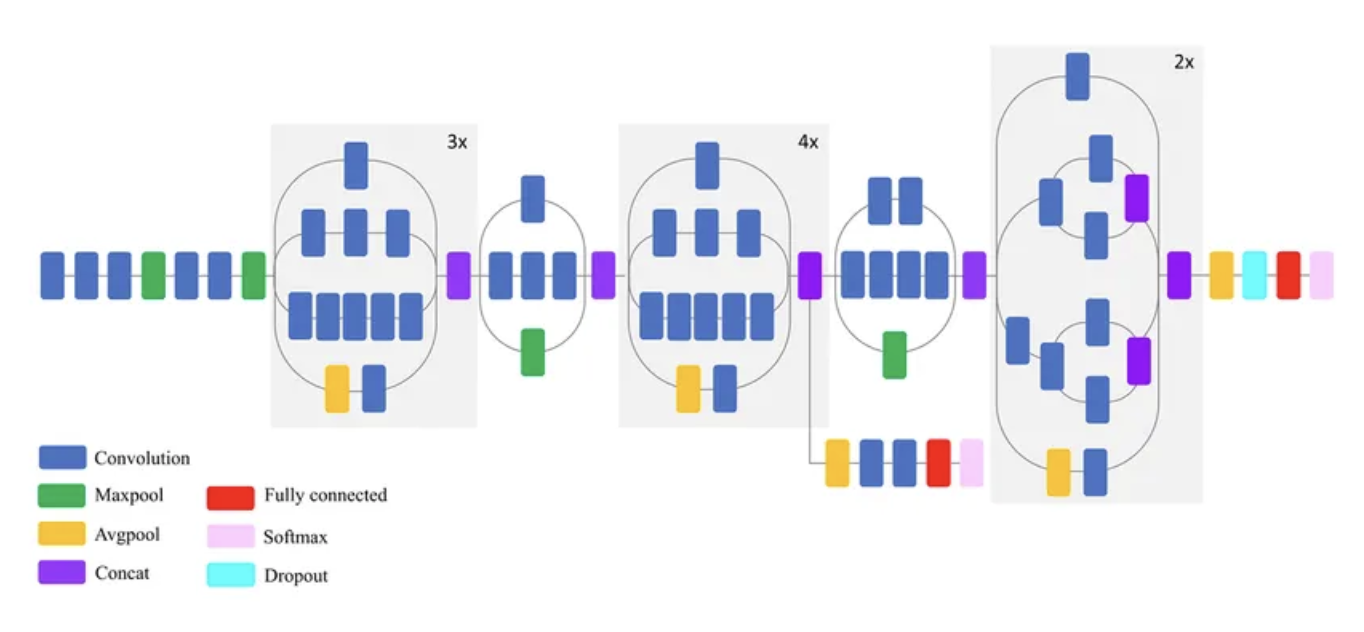 2x
3x
4x
Convolution
Maxpool
Fully connected
Avgpool
Softmax
Concat
Dropout